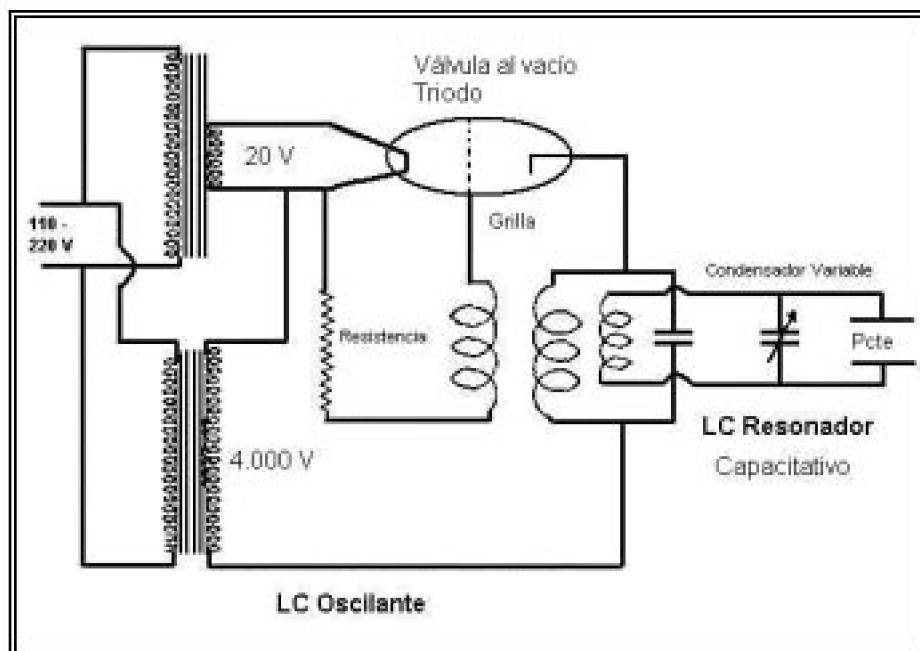 Válvula al vacío
Triodo
20 V
110 -
220 V
Grilla
Condensador Variable
Resistencia
Pcte
LC Resonador
Capacitativo
4.000 V
LC Oscilante